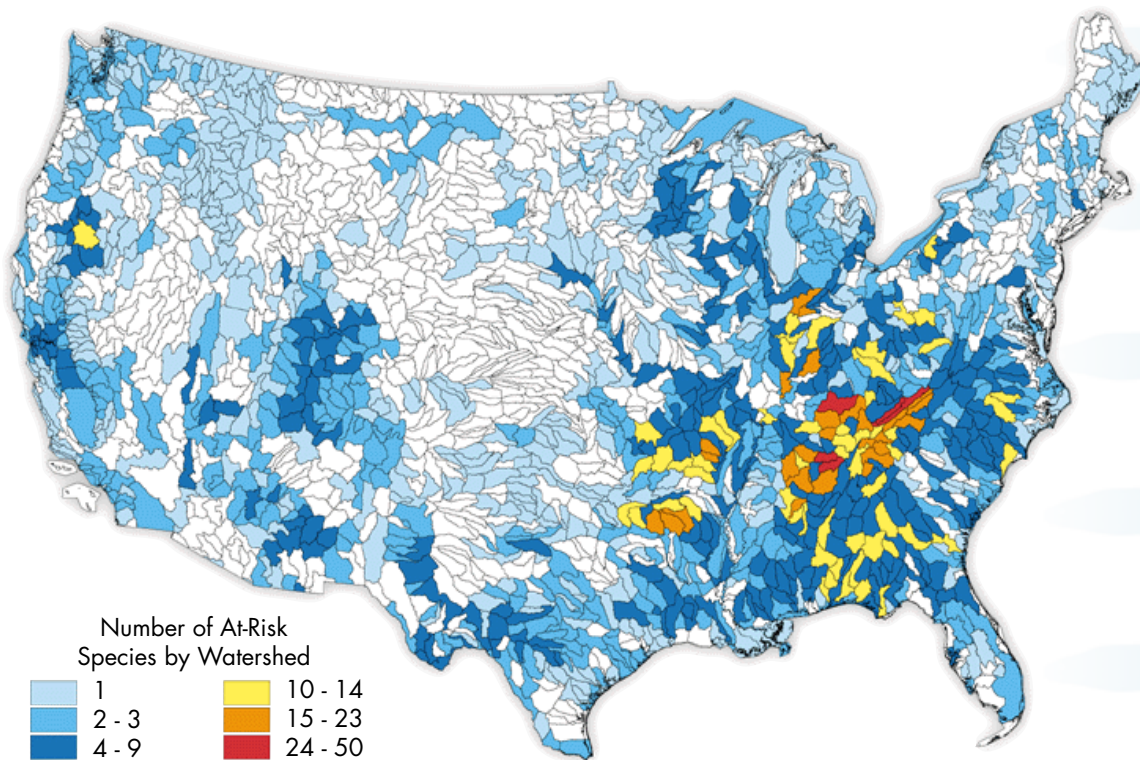 Number of At-Risk
Species by Watershed
1
2 - 3
4 - 9
10 - 14
15 - 23
24 - 50